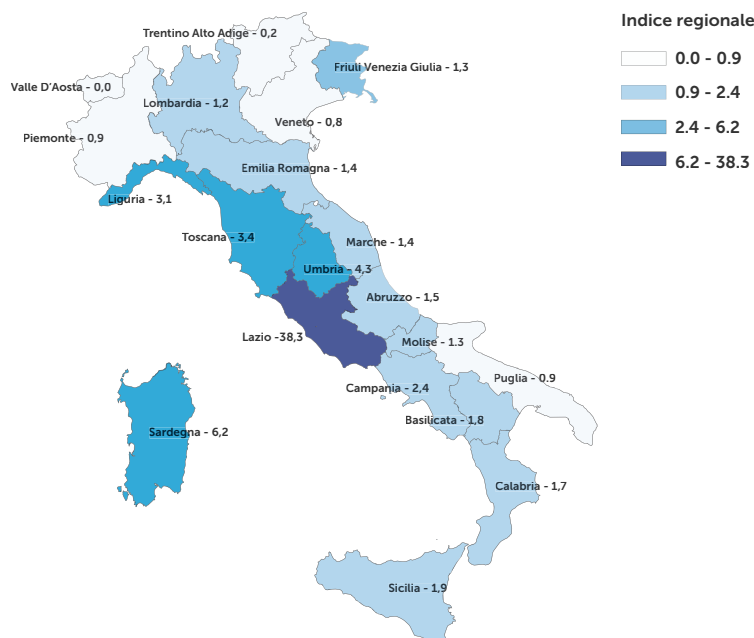 Indice regionale
0.0 - 0.9
0.9 - 2.4
2.4 - 6.2
6.2 - 38.3
Trentino Alto Adige - 0,2
Friuli Venezia Giulia - 1,3
Valle D'Aosta - 0,0
Lombardia - 1,2
Veneto - 0,8
Piemonte - 0,9
Emilia Romagna - 1,4
Liguria - 3,1
Toscana - 3,4
Marche - 1,4
Umbria - 4,3
Abruzzo - 1,5
Lazio -38,3
Molise - 1.3
Puglia - 0.9
Campania - 2,4
Basilicata - 1,8
Sardegna - 6,2
Calabria - 1,7
Sicilia - 1,9